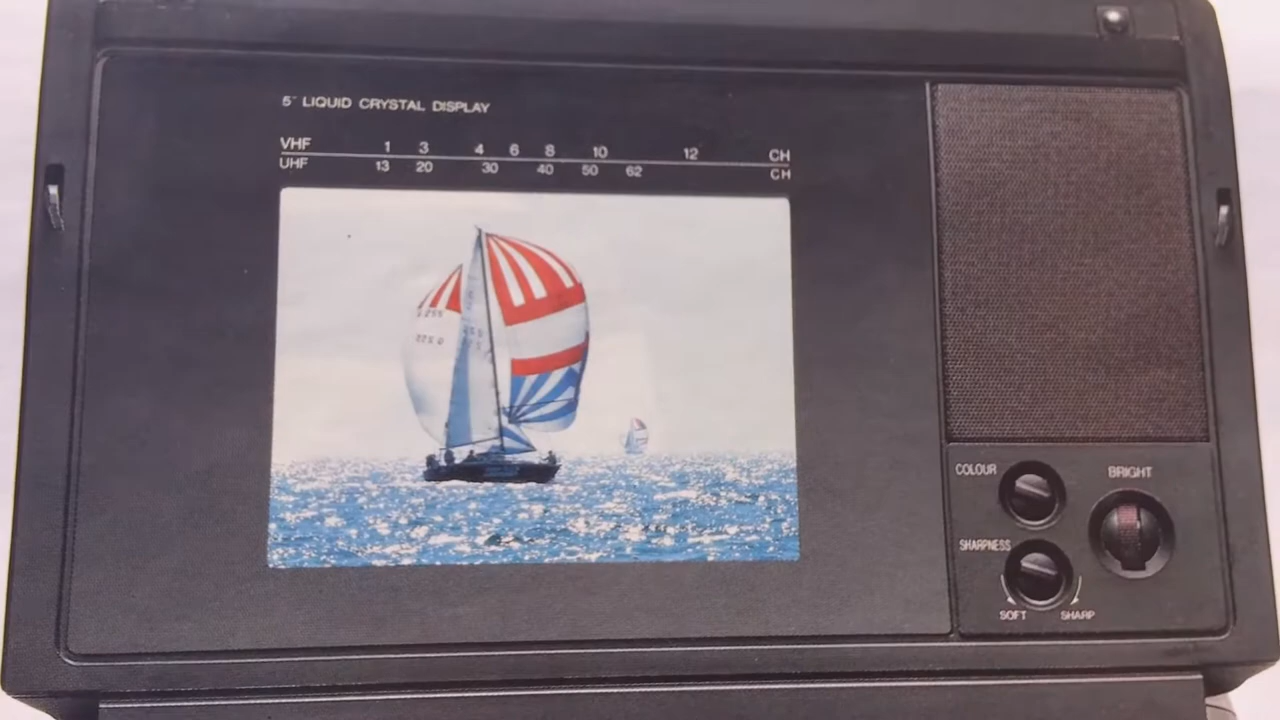 5" LIQUID CRYSTAL DISPLAY
VHF 1 3 4 6 8 10 12 CH
UHF 13 20 30 40 50 62 CH
COLOUR
BRIGHT
SHARPNESS
SOFT SHARP